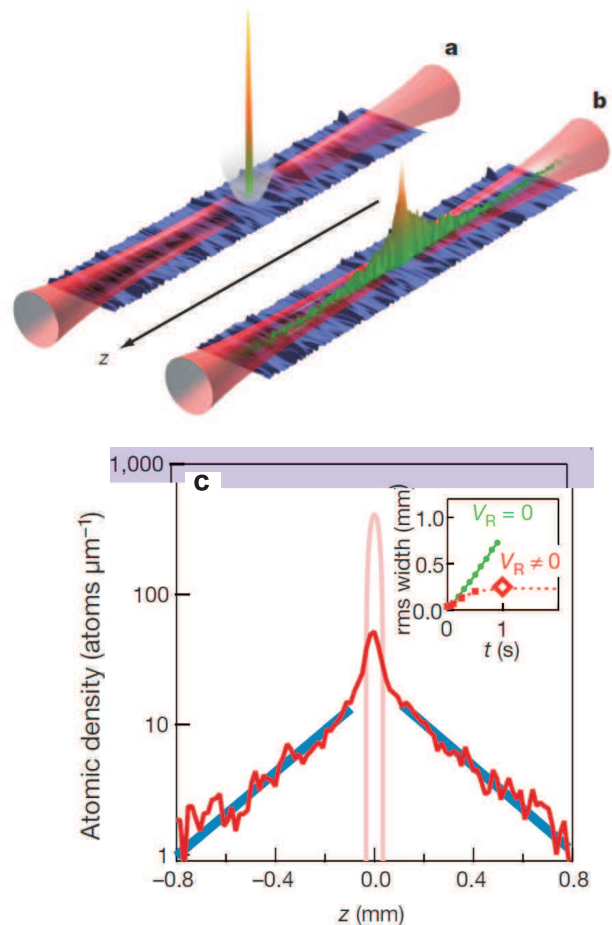 a
b
z
c
Atomic density (atoms μm⁻¹)
1,000
100
10
1
−0.8
−0.4
0.0
0.4
0.8
z (mm)
rms width (mm)
1.0
0.5
0.0
V_R = 0
V_R ≠ 0
0
1
t (s)